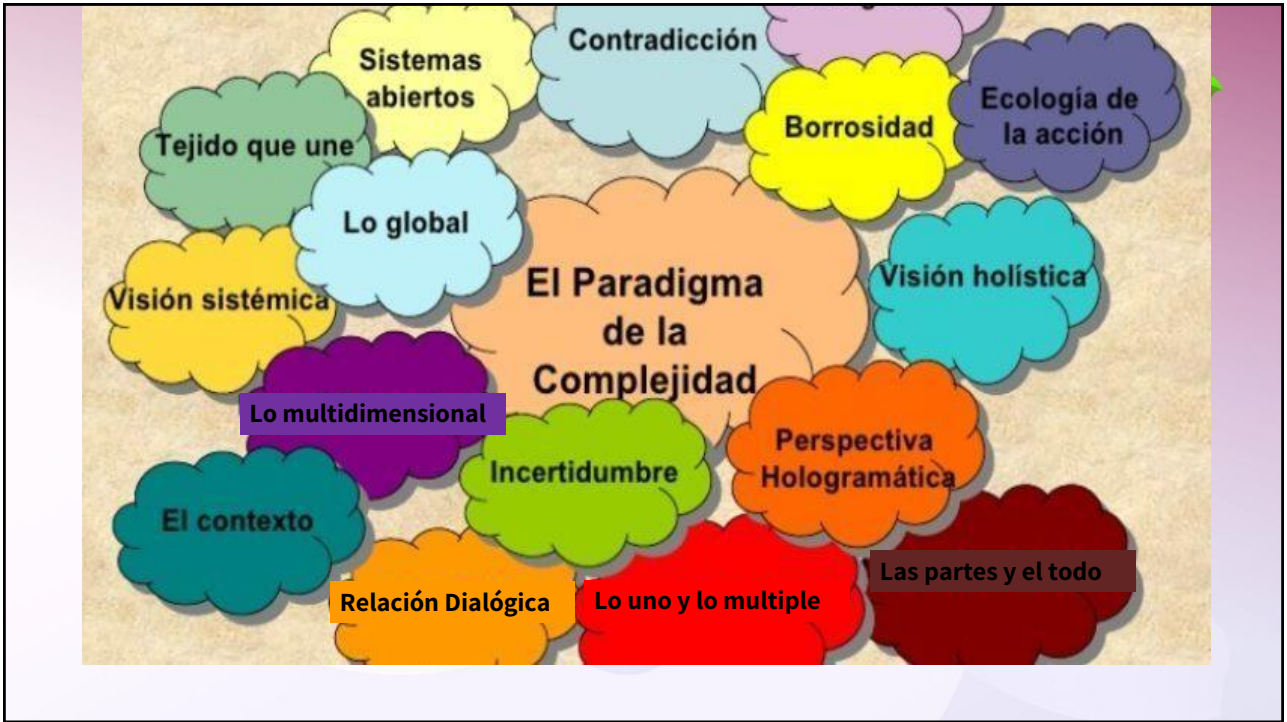 Contradicción
Sistemas
abiertos
Ecología de
la acción
Borrosidad
Tejido que une
Lo global
Visión holística
El Paradigma
de la
Complejidad
Visión sistémica
Lo multidimensional
Perspectiva
Hologramática
Incertidumbre
El contexto
Las partes y el todo
Relación Dialógica
Lo uno y lo multiple